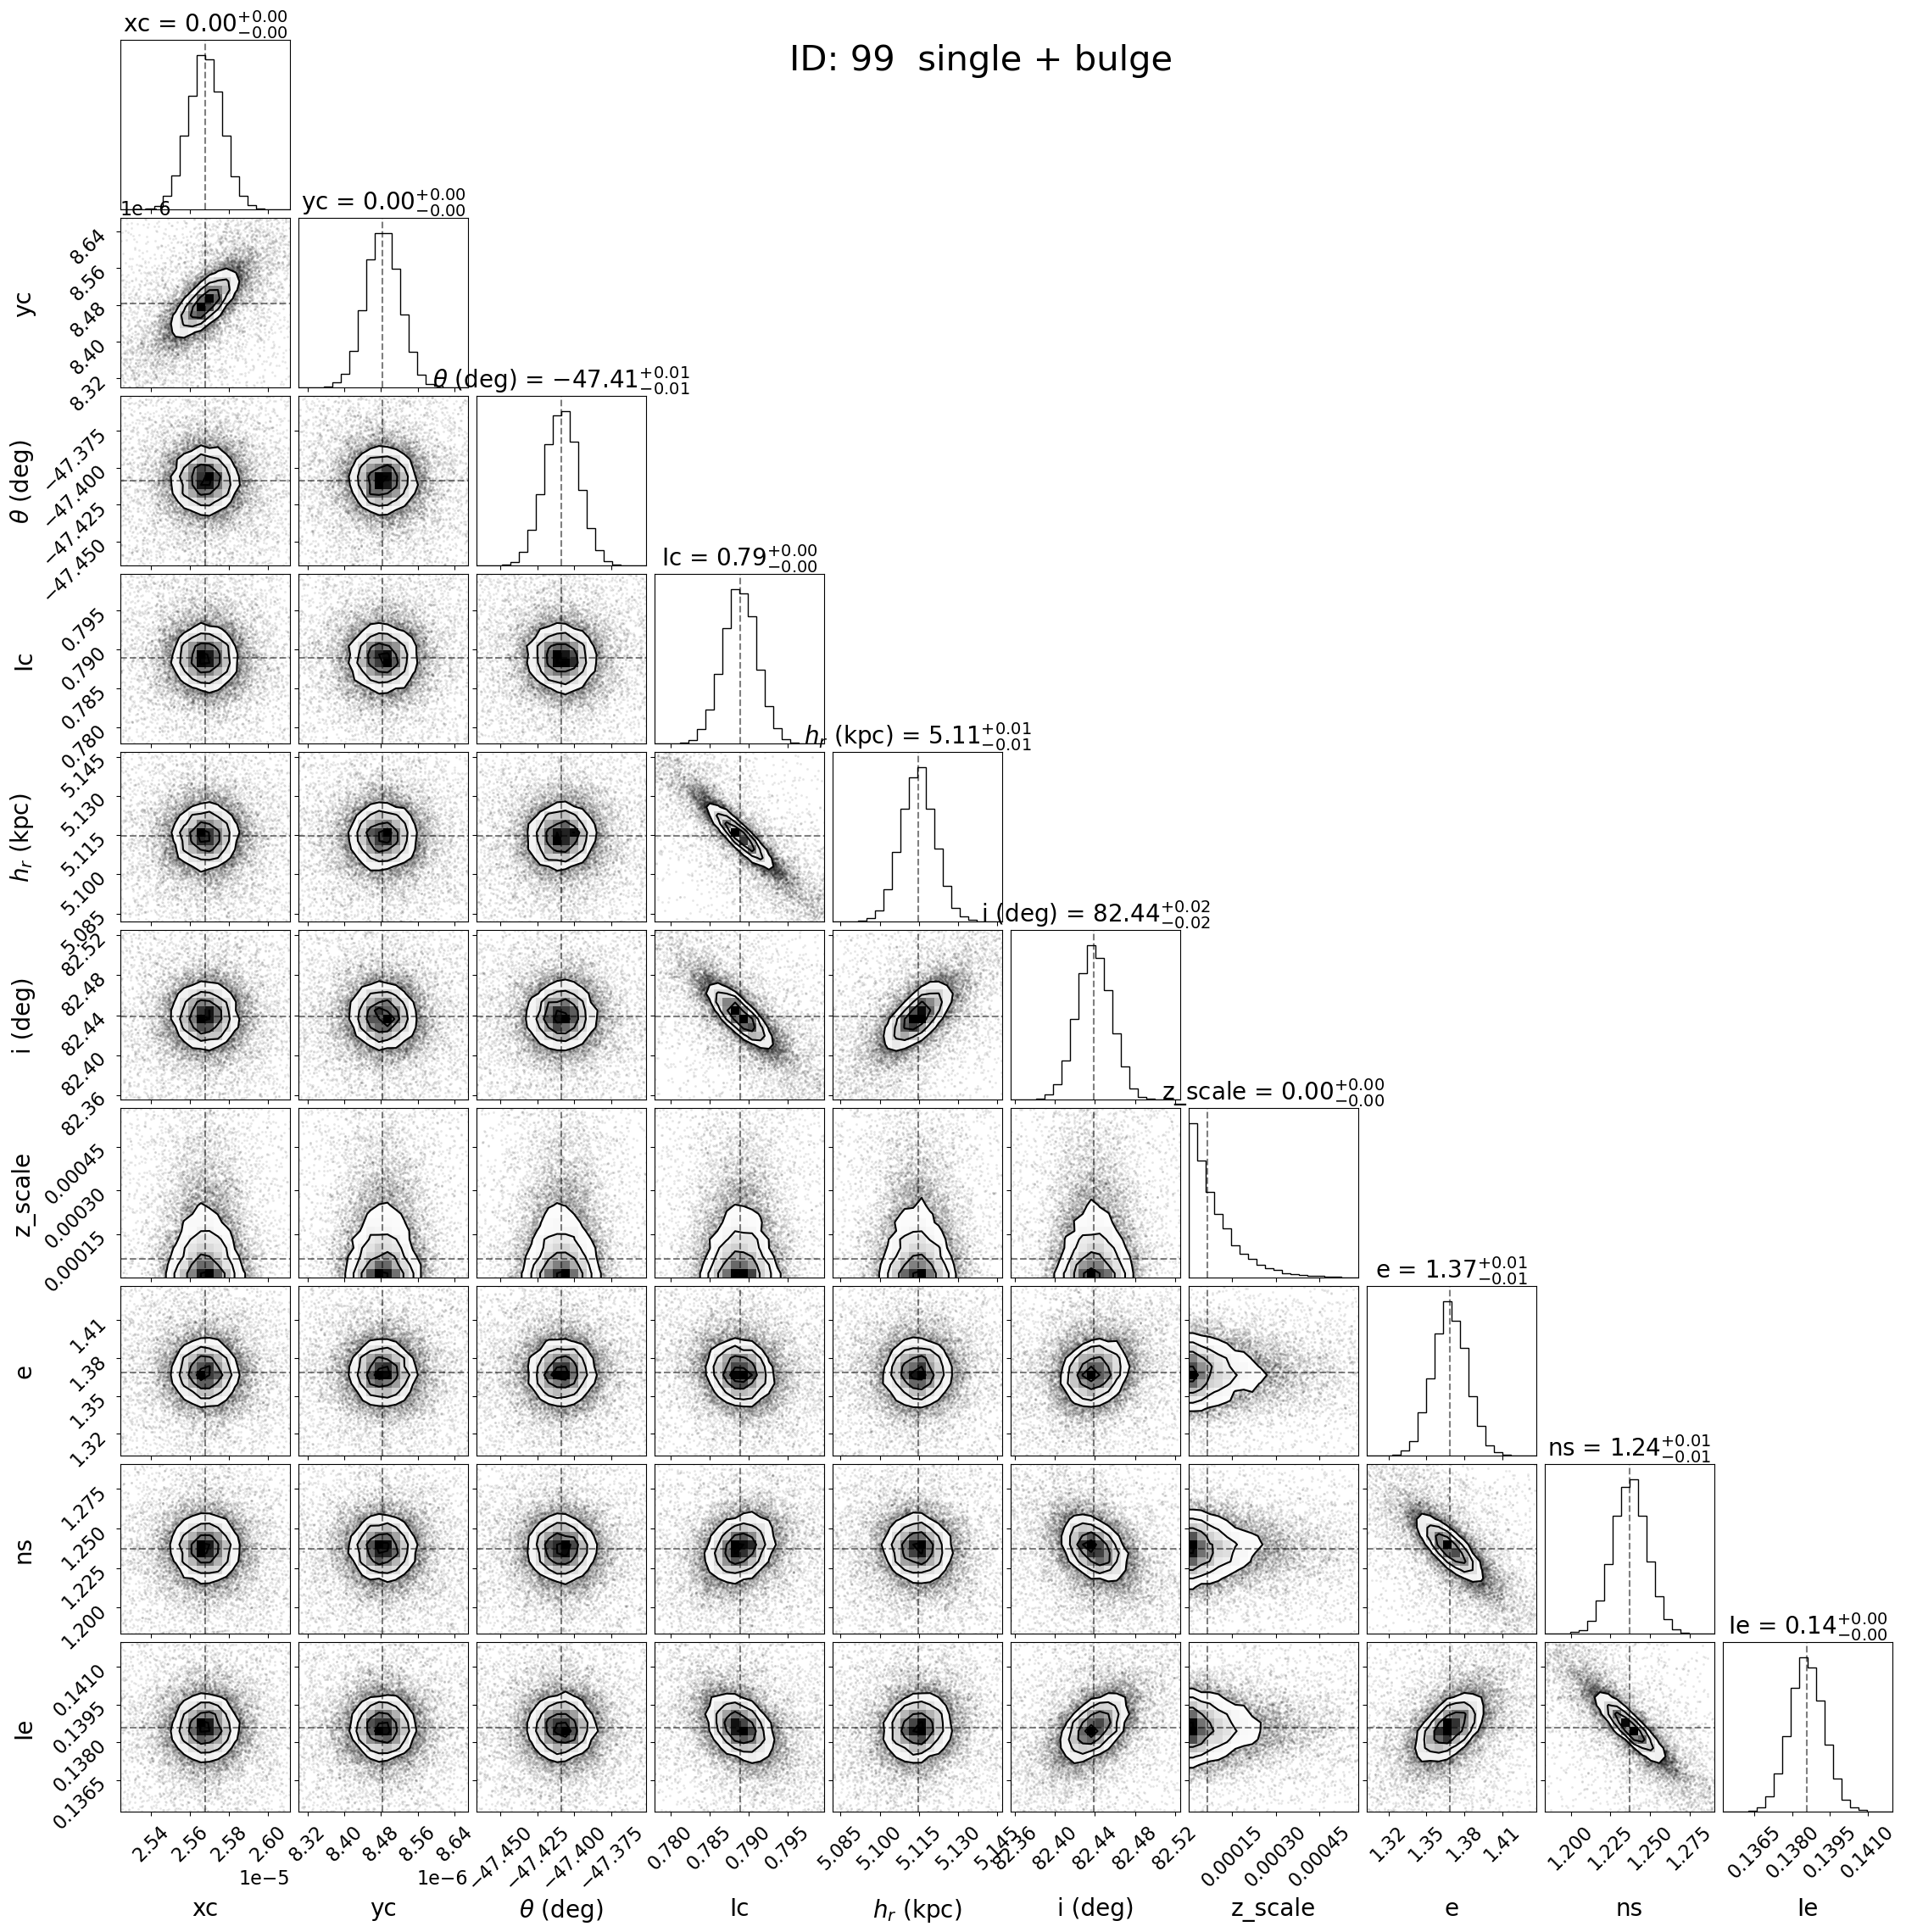 xc = 0.00+0.00−0.00
ID: 99 single + bulge
1e−6
yc = 0.00+0.00−0.00
yc
8.64
8.56
8.48
8.40
8.32
θ (deg) = −47.41+0.01−0.01
θ (deg)
−47.375
−47.400
−47.425
−47.450
Ic = 0.79+0.00−0.00
Ic
0.795
0.790
0.785
0.780
hr (kpc) = 5.11+0.01−0.01
hr (kpc)
5.145
5.130
5.115
5.100
5.085
i (deg) = 82.44+0.02−0.02
i (deg)
82.52
82.48
82.44
82.40
82.36
z_scale = 0.00+0.00−0.00
z_scale
0.00045
0.00030
0.00015
e = 1.37+0.01−0.01
e
1.41
1.38
1.35
1.32
ns = 1.24+0.01−0.01
ns
1.275
1.250
1.225
1.200
Ie = 0.14+0.00−0.00
Ie
0.1410
0.1395
0.1380
0.1365
2.54 2.56 2.58 2.60 8.32 8.40 8.48 8.56 8.64 −47.450 −47.425 −47.400 −47.375 0.780 0.785 0.790 0.795 5.085 5.100 5.115 5.130 5.145 82.36 82.40 82.44 82.48 82.52 0.00015 0.00030 0.00045 1.32 1.35 1.38 1.41 1.200 1.225 1.250 1.275 0.1365 0.1380 0.1395 0.1410
1e−5 1e−6
xc yc θ (deg) Ic hr (kpc) i (deg) z_scale e ns Ie